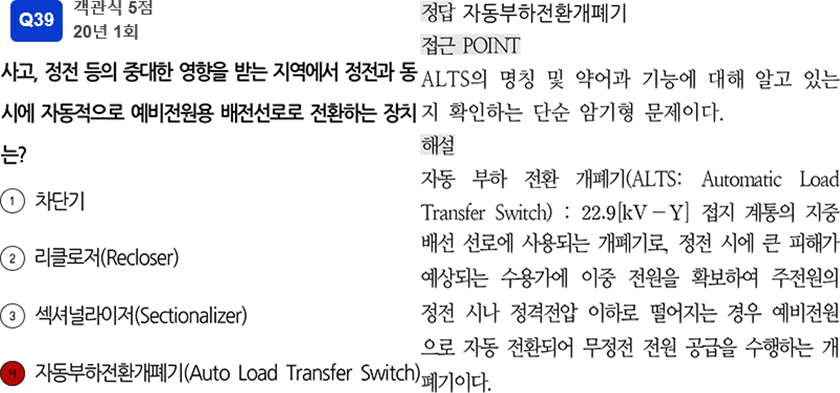 Q39
객관식 5점
20년 1회
사고, 정전 등의 중대한 영향을 받는 지역에서 정전과 동
시에 자동적으로 예비전원용 배전선로로 전환하는 장치
는?
1 차단기
2 리클로저(Recloser)
3 섹셔널라이저(Sectionalizer)
4 자동부하전환개폐기(Auto Load Transfer Switch)
정답 자동부하전환개폐기
접근 POINT
ALTS의 명칭 및 약어과 기능에 대해 알고 있는
지 확인하는 단순 암기형 문제이다.
해설
자동 부하 전환 개폐기(ALTS: Automatic Load
Transfer Switch) : 22.9[kV-Y] 접지 계통의 지중
배선 선로에 사용되는 개폐기로, 정전 시에 큰 피해가
예상되는 수용가에 이중 전원을 확보하여 주전원의
정전 시나 정격전압 이하로 떨어지는 경우 예비전원
으로 자동 전환되어 무정전 전원 공급을 수행하는 개
폐기이다.